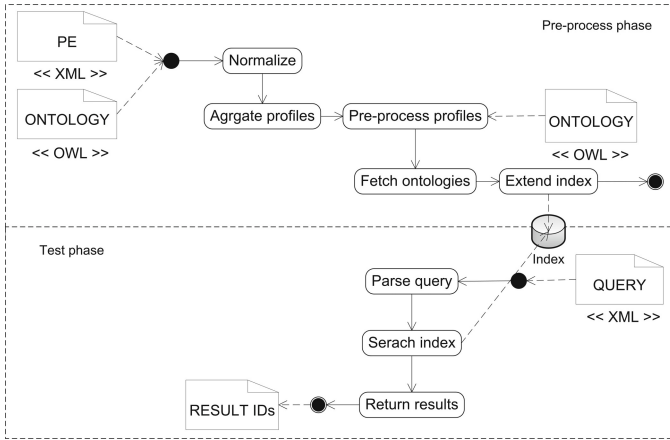 Pre-process phase
PE
<< XML >>
Normalize
ONTOLOGY
<< OWL >>
Agrgate profiles
Pre-process profiles
ONTOLOGY
<< OWL >>
Fetch ontologies
Extend index
Index
Test phase
Parse query
QUERY
<< XML >>
Serach index
Return results
RESULT IDs